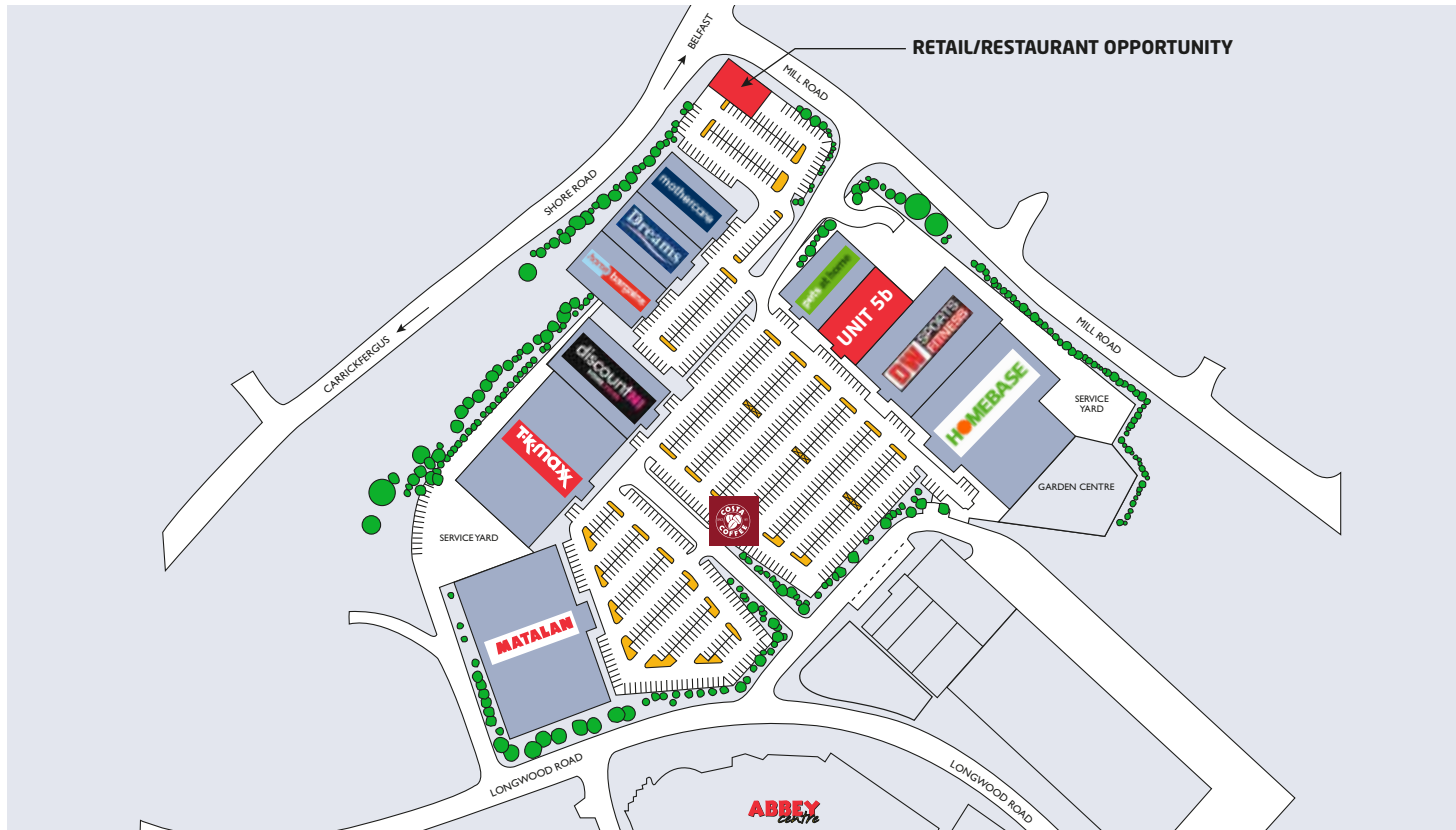 BELFAST
RETAIL/RESTAURANT OPPORTUNITY
MILL ROAD
SHORE ROAD
mothercare
Dreams
home
bargains
pets at home
UNIT 5b
DW SPORTS
FITNESS
HOMEBASE
MILL ROAD
CARRICKFERGUS
discountNI
TK maxx
SERVICE
YARD
GARDEN CENTRE
COSTA
COFFEE
SERVICE YARD
MATALAN
LONGWOOD ROAD
LONGWOOD ROAD
ABBEY
centre